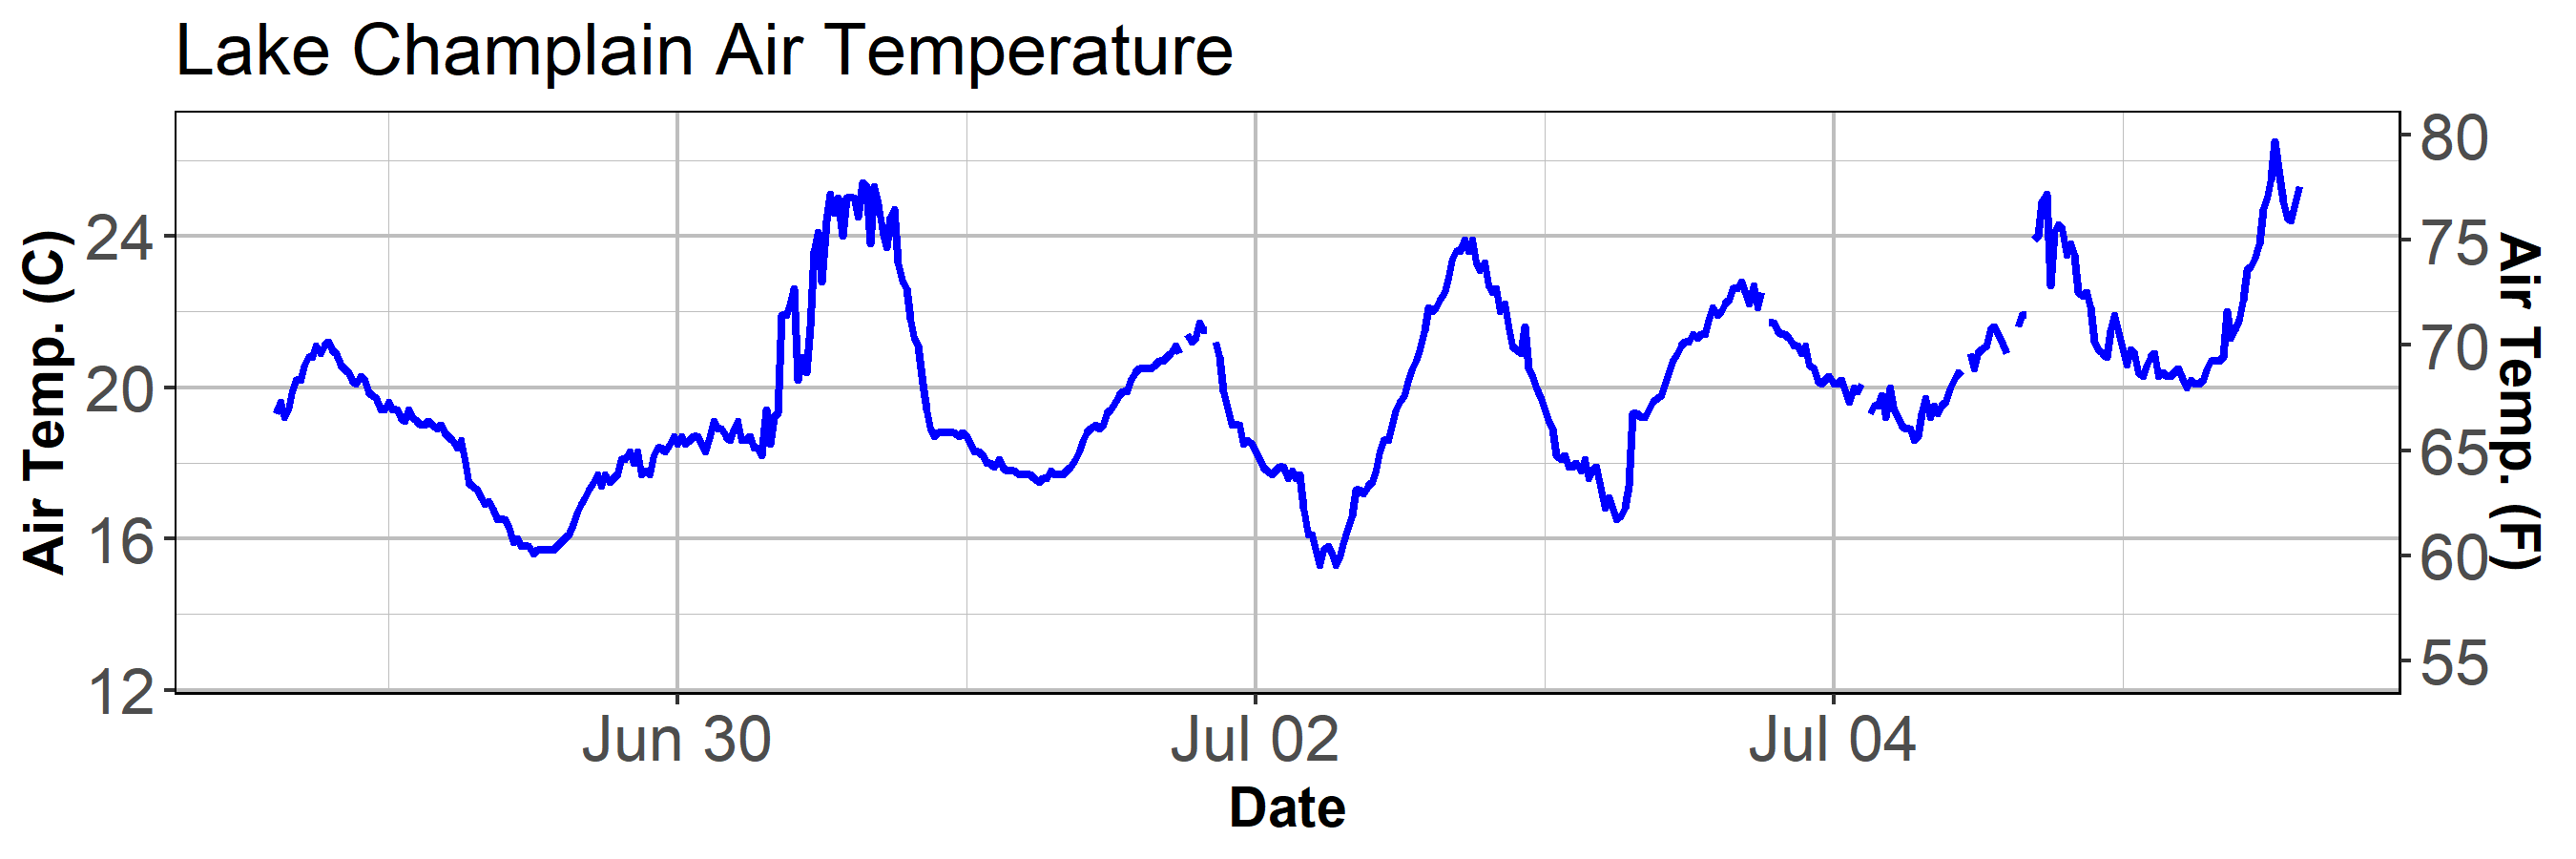 Lake Champlain Air Temperature
Air Temp. (C)
24
20
16
12
80
75
70
65
60
55
Air Temp. (F)
Jun 30
Jul 02
Jul 04
Date